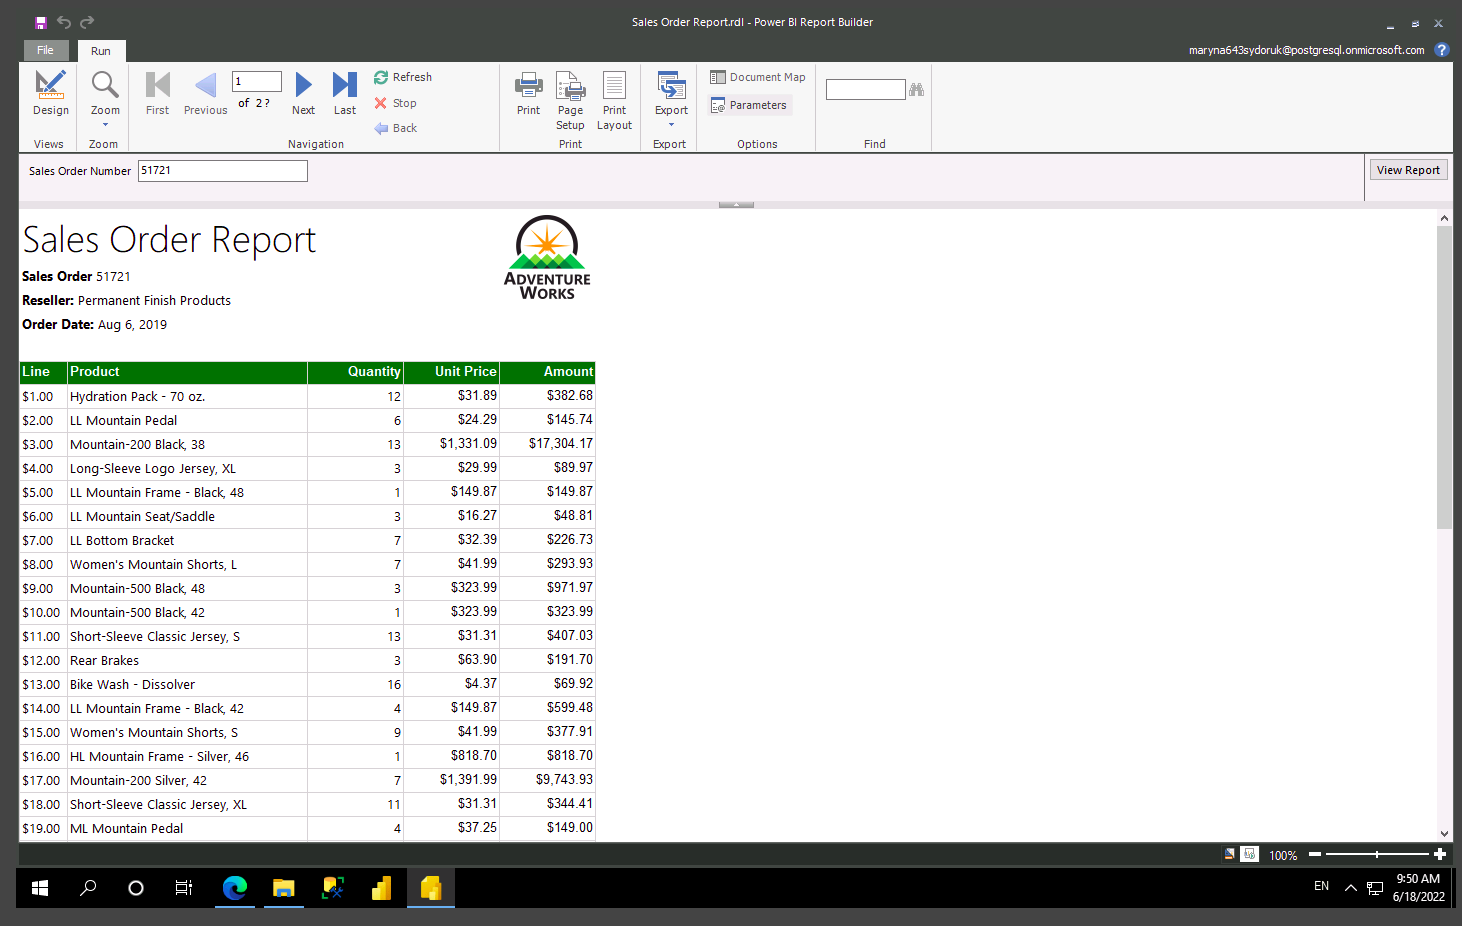 Sales Order Report.rdl - Power BI Report Builder
File Run maryna643sydoruk@postgresql.onmicrosoft.com ?
Design Zoom First Previous 1 of 2? Next Last Refresh Stop Back Print Page Setup Print Layout Export Document Map Parameters
Views Zoom Navigation Print Export Options Find
Sales Order Number 51721 View Report
Sales Order Report
ADVENTURE
WORKS
Sales Order 51721
Reseller: Permanent Finish Products
Order Date: Aug 6, 2019
Line Product Quantity Unit Price Amount
$1.00 Hydration Pack - 70 oz. 12 $31.89 $382.68
$2.00 LL Mountain Pedal 6 $24.29 $145.74
$3.00 Mountain-200 Black, 38 13 $1,331.09 $17,304.17
$4.00 Long-Sleeve Logo Jersey, XL 3 $29.99 $89.97
$5.00 LL Mountain Frame - Black, 48 1 $149.87 $149.87
$6.00 LL Mountain Seat/Saddle 3 $16.27 $48.81
$7.00 LL Bottom Bracket 7 $32.39 $226.73
$8.00 Women's Mountain Shorts, L 7 $41.99 $293.93
$9.00 Mountain-500 Black, 48 3 $323.99 $971.97
$10.00 Mountain-500 Black, 42 1 $323.99 $323.99
$11.00 Short-Sleeve Classic Jersey, S 13 $31.31 $407.03
$12.00 Rear Brakes 3 $63.90 $191.70
$13.00 Bike Wash - Dissolver 16 $4.37 $69.92
$14.00 LL Mountain Frame - Black, 42 4 $149.87 $599.48
$15.00 Women's Mountain Shorts, S 9 $41.99 $377.91
$16.00 HL Mountain Frame - Silver, 46 1 $818.70 $818.70
$17.00 Mountain-200 Silver, 42 7 $1,391.99 $9,743.93
$18.00 Short-Sleeve Classic Jersey, XL 11 $31.31 $344.41
$19.00 ML Mountain Pedal 4 $37.25 $149.00
100%
EN 9:50 AM
6/18/2022